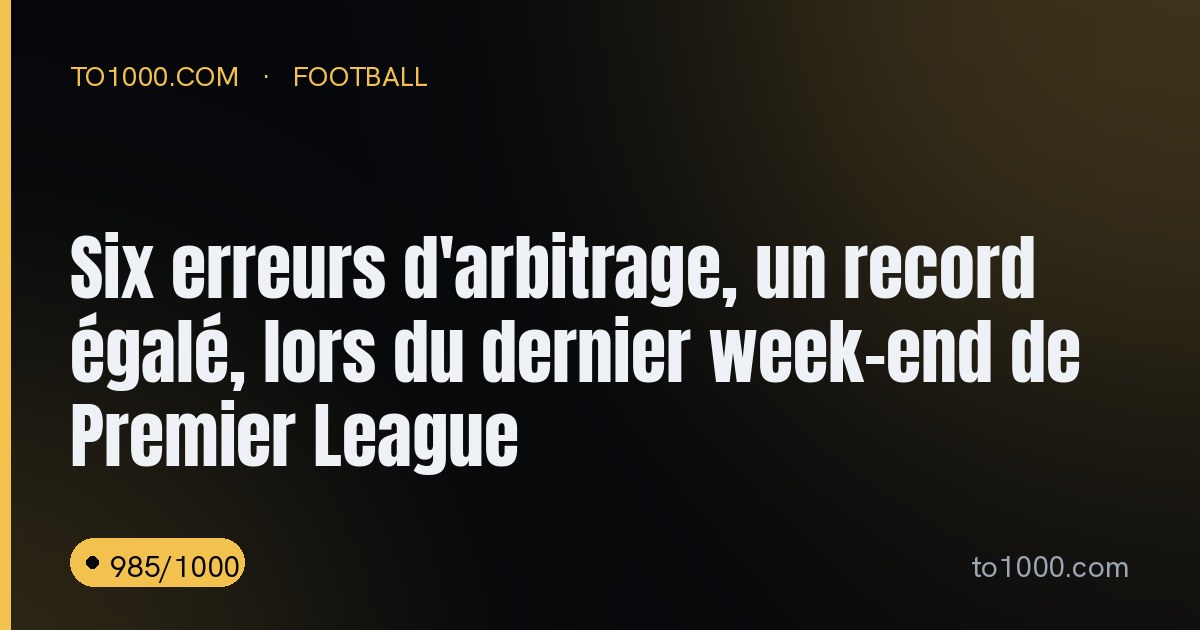 TO1000.COM · FOOTBALL
Six erreurs d'arbitrage, un record
égalé, lors du dernier week-end de
Premier League
985/1000
to1000.com